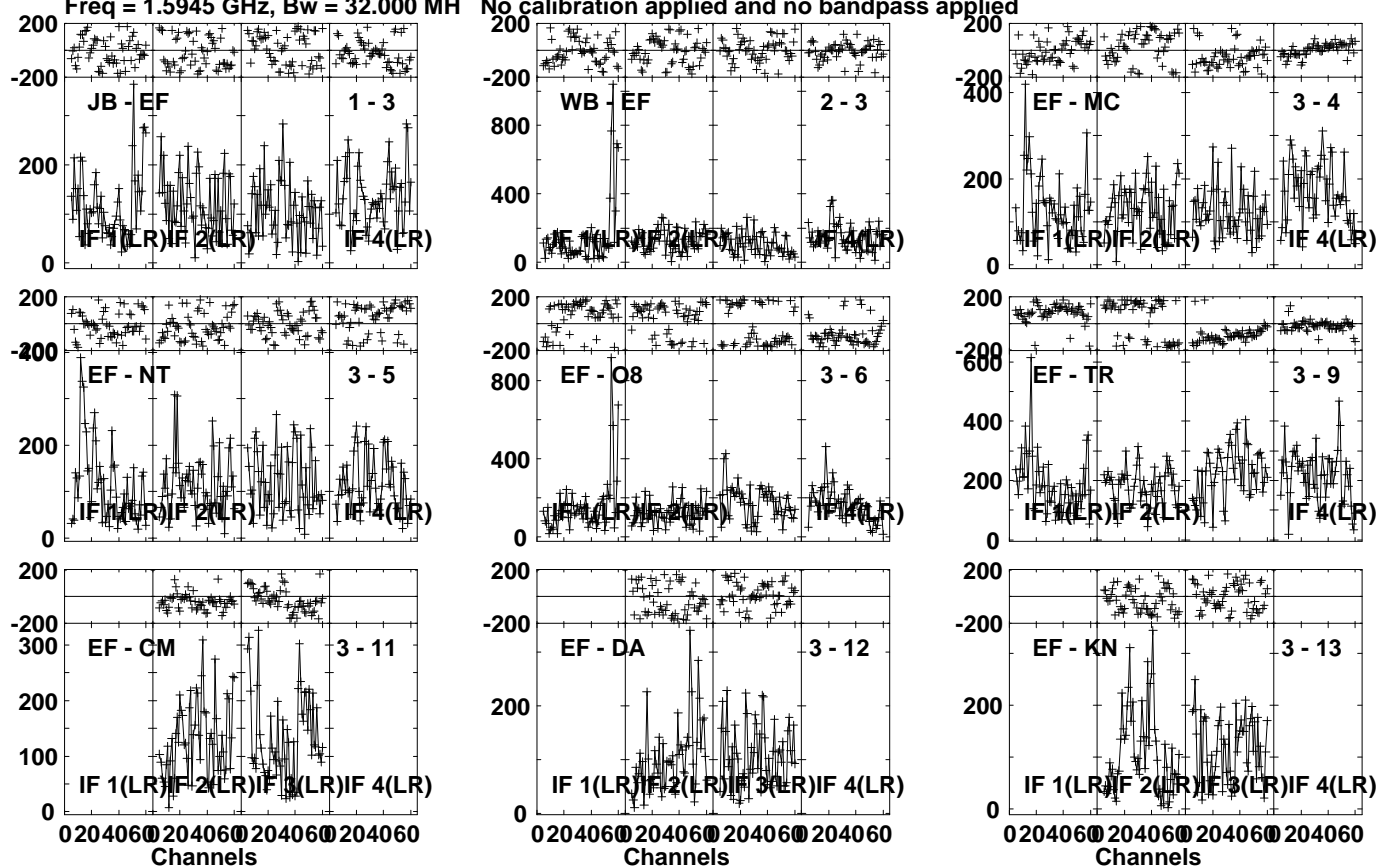 Freq = 1.5945 GHz, Bw = 32.000 MH No calibration applied and no bandpass applied
200
-200
JB - EF 1 - 3
200
0
IF 1(LR) IF 2(LR) IF 4(LR)
200
-200
WB - EF 2 - 3
800
400
0
IF 1(LR) IF 2(LR) IF 4(LR)
200
-200
400
EF - MC 3 - 4
200
0
IF 1(LR) IF 2(LR) IF 4(LR)
200
-200
400
EF - NT 3 - 5
200
0
IF 1(LR) IF 2(LR) IF 4(LR)
200
-200
EF - O8 3 - 6
800
400
0
IF 1(LR) IF 2(LR) IF 4(LR)
200
-200
600
EF - TR 3 - 9
400
200
0
IF 1(LR) IF 2(LR) IF 4(LR)
200
-200
300
EF - CM 3 - 11
200
100
0
IF 1(LR) IF 2(LR) IF 3(LR) IF 4(LR)
0 20 40 60 0 20 40 60 0 20 40 60 0 20 40 60
Channels
200
-200
EF - DA 3 - 12
200
0
IF 1(LR) IF 2(LR) IF 3(LR) IF 4(LR)
0 20 40 60 0 20 40 60 0 20 40 60 0 20 40 60
Channels
200
-200
EF - KN 3 - 13
200
0
IF 1(LR) IF 2(LR) IF 3(LR) IF 4(LR)
0 20 40 60 0 20 40 60 0 20 40 60 0 20 40 60
Channels